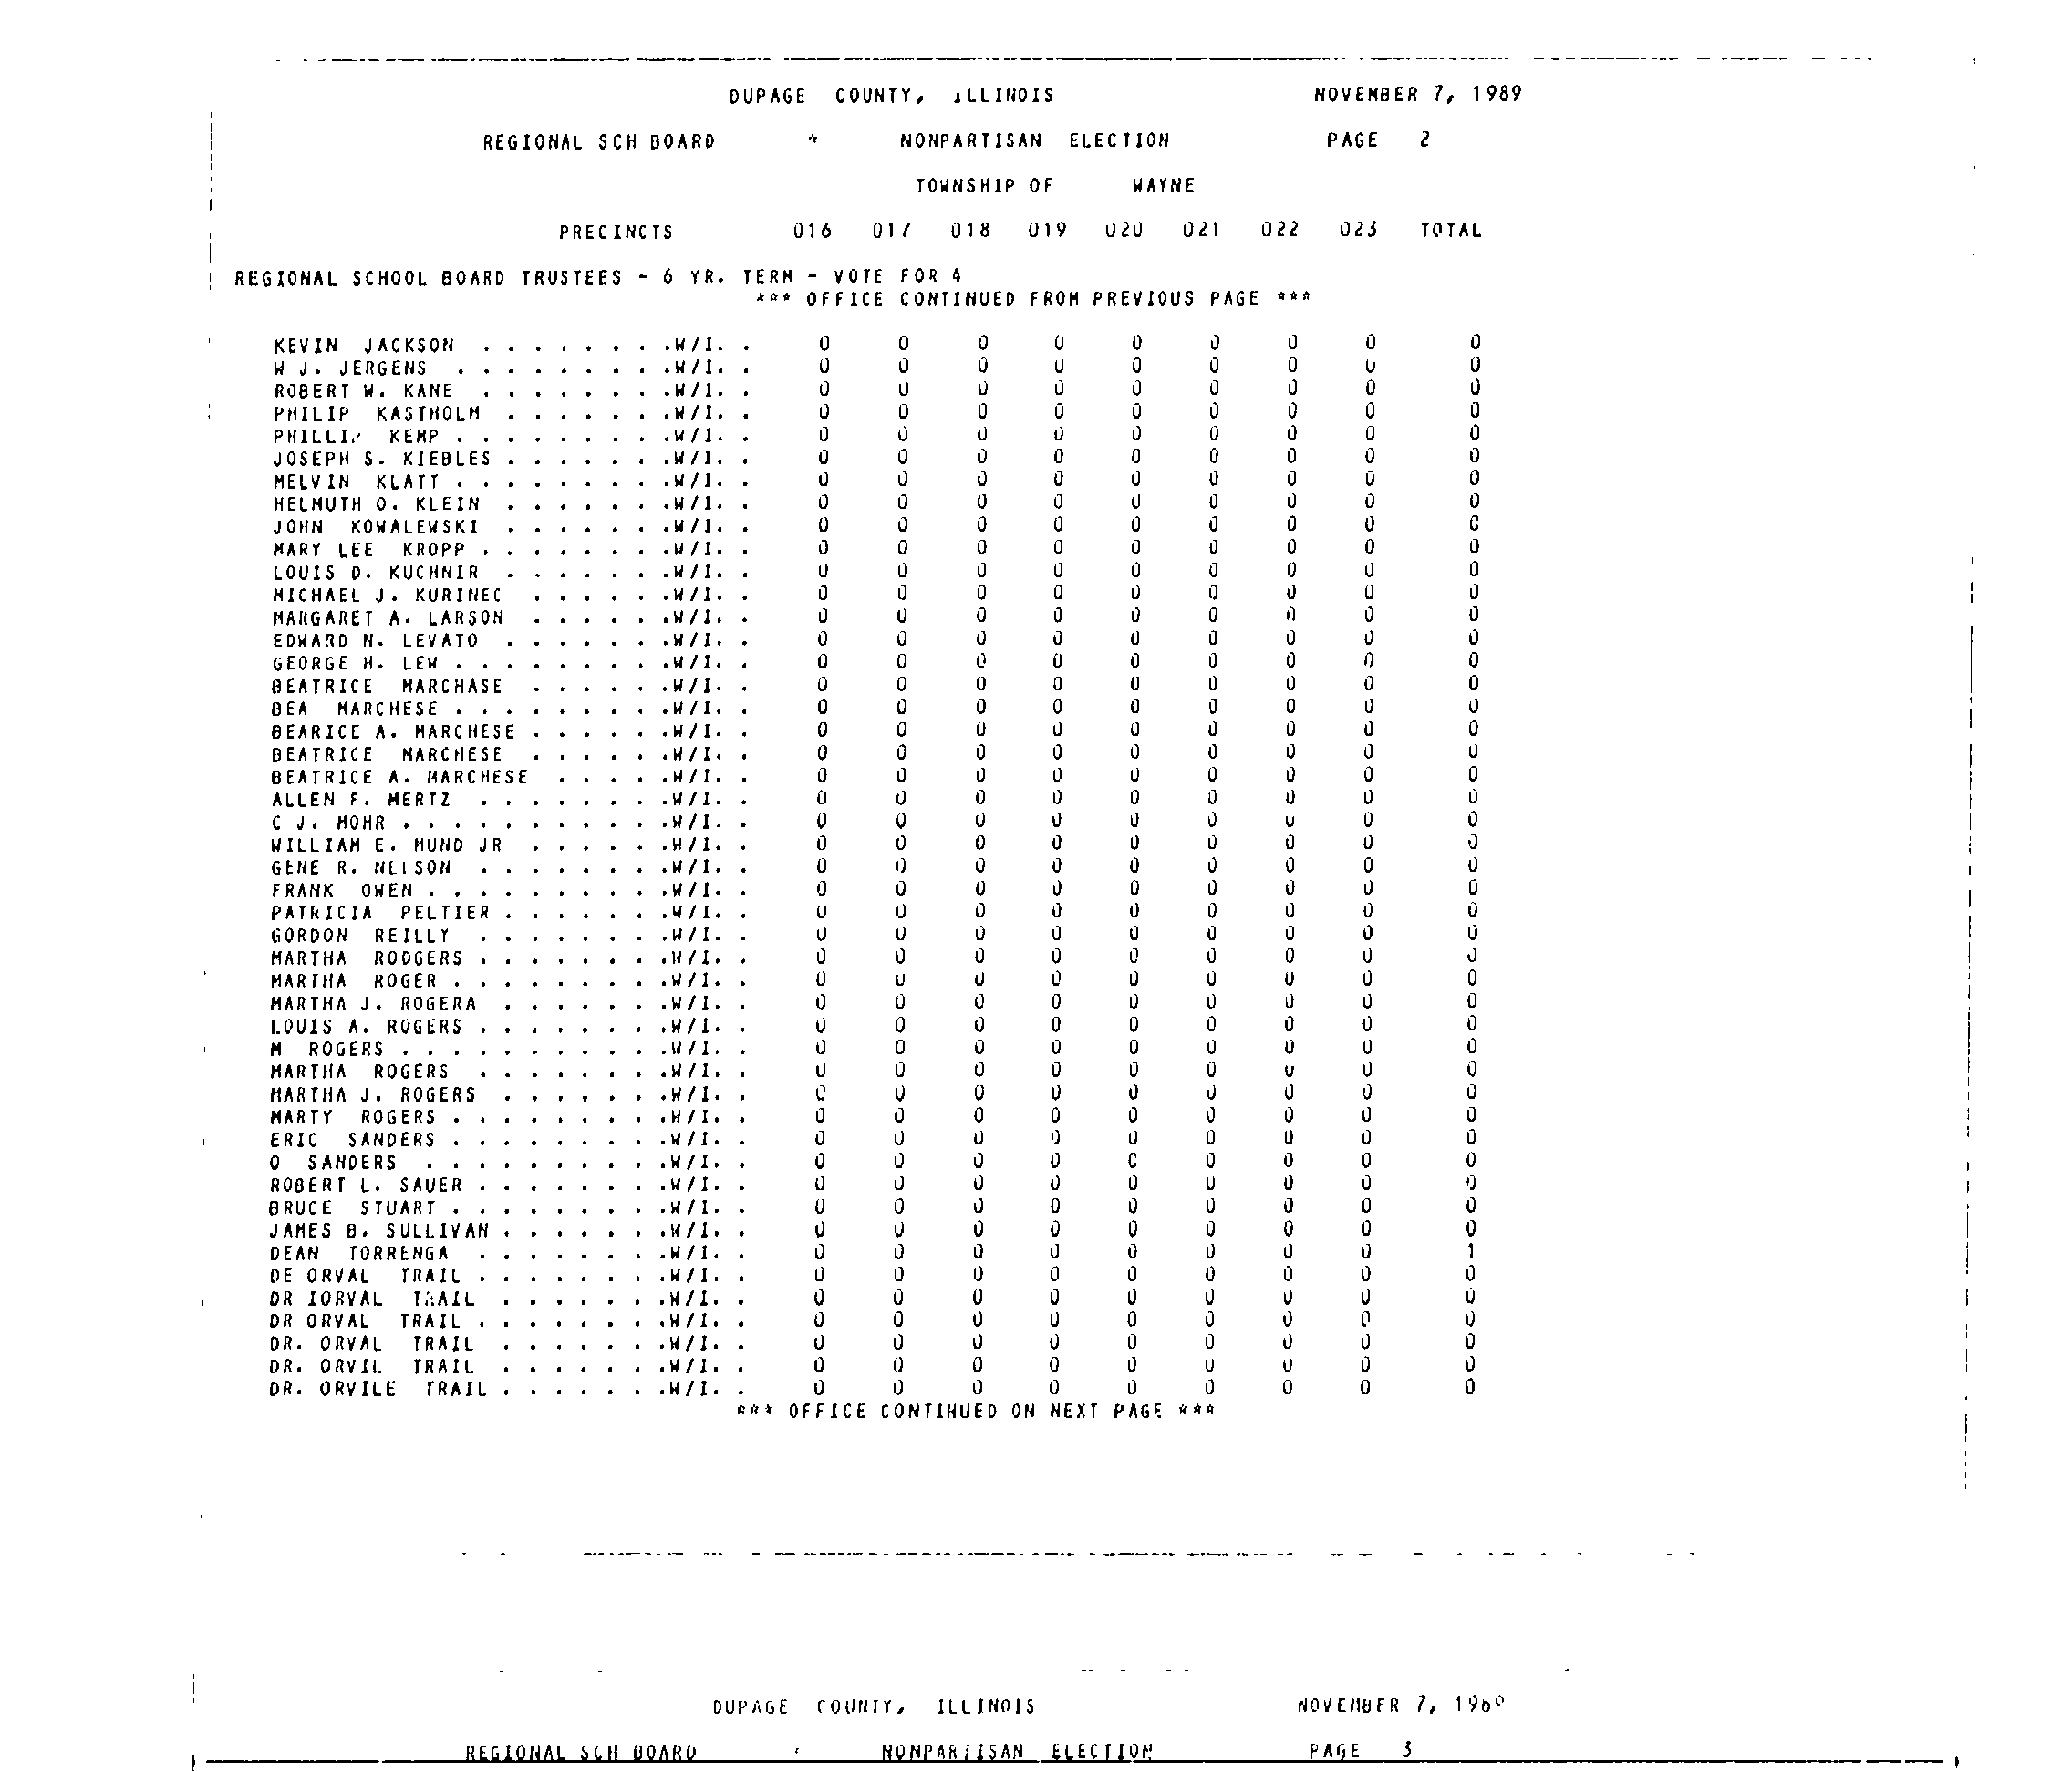 DUPAGE COUNTY, ILLINOIS NOVEMBER 7, 1989
REGIONAL SCH BOARD * NONPARTISAN ELECTION PAGE 2
TOWNSHIP OF WAYNE
PRECINCTS 016 017 018 019 020 021 022 023 TOTAL
REGIONAL SCHOOL BOARD TRUSTEES - 6 YR. TERM - VOTE FOR 4
*** OFFICE CONTINUED FROM PREVIOUS PAGE ***
KEVIN JACKSON . . . . . . . .W/I. . 0 0 0 0 0 0 0 0 0
W J. JERGENS . . . . . . . . .W/I. . 0 0 0 0 0 0 0 0 0
ROBERT W. KANE . . . . . . . .W/I. . 0 0 0 0 0 0 0 0 0
PHILIP KASTHOLM . . . . . . .W/I. . 0 0 0 0 0 0 0 0 0
PHILLIP KEMP . . . . . . . . .W/I. . 0 0 0 0 0 0 0 0 0
JOSEPH S. KIEBLES . . . . . . .W/I. . 0 0 0 0 0 0 0 0 0
MELVIN KLATT . . . . . . . . .W/I. . 0 0 0 0 0 0 0 0 0
HELMUTH O. KLEIN . . . . . . .W/I. . 0 0 0 0 0 0 0 0 0
JOHN KOWALEWSKI . . . . . . .W/I. . 0 0 0 0 0 0 0 0 0
MARY LEE KROPP . . . . . . . .W/I. . 0 0 0 0 0 0 0 0 0
LOUIS D. KUCHNIR . . . . . . .W/I. . 0 0 0 0 0 0 0 0 0
MICHAEL J. KURINEC . . . . . .W/I. . 0 0 0 0 0 0 0 0 0
MARGARET A. LARSON . . . . . .W/I. . 0 0 0 0 0 0 0 0 0
EDWARD N. LEVATO . . . . . . .W/I. . 0 0 0 0 0 0 0 0 0
GEORGE H. LEW . . . . . . . . .W/I. . 0 0 0 0 0 0 0 0 0
BEATRICE MARCHASE . . . . . .W/I. . 0 0 0 0 0 0 0 0 0
BEA MARCHESE . . . . . . . . .W/I. . 0 0 0 0 0 0 0 0 0
BEARICE A. MARCHESE . . . . . .W/I. . 0 0 0 0 0 0 0 0 0
BEATRICE MARCHESE . . . . . .W/I. . 0 0 0 0 0 0 0 0 0
BEATRICE A. MARCHESE . . . . .W/I. . 0 0 0 0 0 0 0 0 0
ALLEN F. MERTZ . . . . . . . .W/I. . 0 0 0 0 0 0 0 0 0
C J. MOHR . . . . . . . . . . .W/I. . 0 0 0 0 0 0 0 0 0
WILLIAM E. MUND JR . . . . . .W/I. . 0 0 0 0 0 0 0 0 0
GENE R. NELSON . . . . . . . .W/I. . 0 0 0 0 0 0 0 0 0
FRANK OWEN . . . . . . . . . .W/I. . 0 0 0 0 0 0 0 0 0
PATRICIA PELTIER . . . . . . .W/I. . 0 0 0 0 0 0 0 0 0
GORDON REILLY . . . . . . . .W/I. . 0 0 0 0 0 0 0 0 0
MARTHA RODGERS . . . . . . . .W/I. . 0 0 0 0 0 0 0 0 0
MARTHA ROGER . . . . . . . . .W/I. . 0 0 0 0 0 0 0 0 0
MARTHA J. ROGERA . . . . . . .W/I. . 0 0 0 0 0 0 0 0 0
LOUIS A. ROGERS . . . . . . . .W/I. . 0 0 0 0 0 0 0 0 0
M ROGERS . . . . . . . . . . .W/I. . 0 0 0 0 0 0 0 0 0
MARTHA ROGERS . . . . . . . .W/I. . 0 0 0 0 0 0 0 0 0
MARTHA J. ROGERS . . . . . . .W/I. . 0 0 0 0 0 0 0 0 0
MARTY ROGERS . . . . . . . . .W/I. . 0 0 0 0 0 0 0 0 0
ERIC SANDERS . . . . . . . . .W/I. . 0 0 0 0 0 0 0 0 0
O SANDERS . . . . . . . . . .W/I. . 0 0 0 0 0 0 0 0 0
ROBERT L. SAUER . . . . . . . .W/I. . 0 0 0 0 0 0 0 0 0
BRUCE STUART . . . . . . . . .W/I. . 0 0 0 0 0 0 0 0 0
JAMES B. SULLIVAN . . . . . . .W/I. . 0 0 0 0 0 0 0 0 0
DEAN TORRENGA . . . . . . . .W/I. . 0 0 0 0 0 0 0 0 1
DE ORVAL TRAIL . . . . . . . .W/I. . 0 0 0 0 0 0 0 0 0
DR IORVAL TRAIL . . . . . . .W/I. . 0 0 0 0 0 0 0 0 0
DR ORVAL TRAIL . . . . . . . .W/I. . 0 0 0 0 0 0 0 0 0
DR. ORVAL TRAIL . . . . . . .W/I. . 0 0 0 0 0 0 0 0 0
DR. ORVIL TRAIL . . . . . . .W/I. . 0 0 0 0 0 0 0 0 0
DR. ORVILE TRAIL . . . . . . .W/I. . 0 0 0 0 0 0 0 0 0
*** OFFICE CONTINUED ON NEXT PAGE ***
DUPAGE COUNTY, ILLINOIS NOVEMBER 7, 1989
REGIONAL SCH BOARD * NONPARTISAN ELECTION PAGE 3